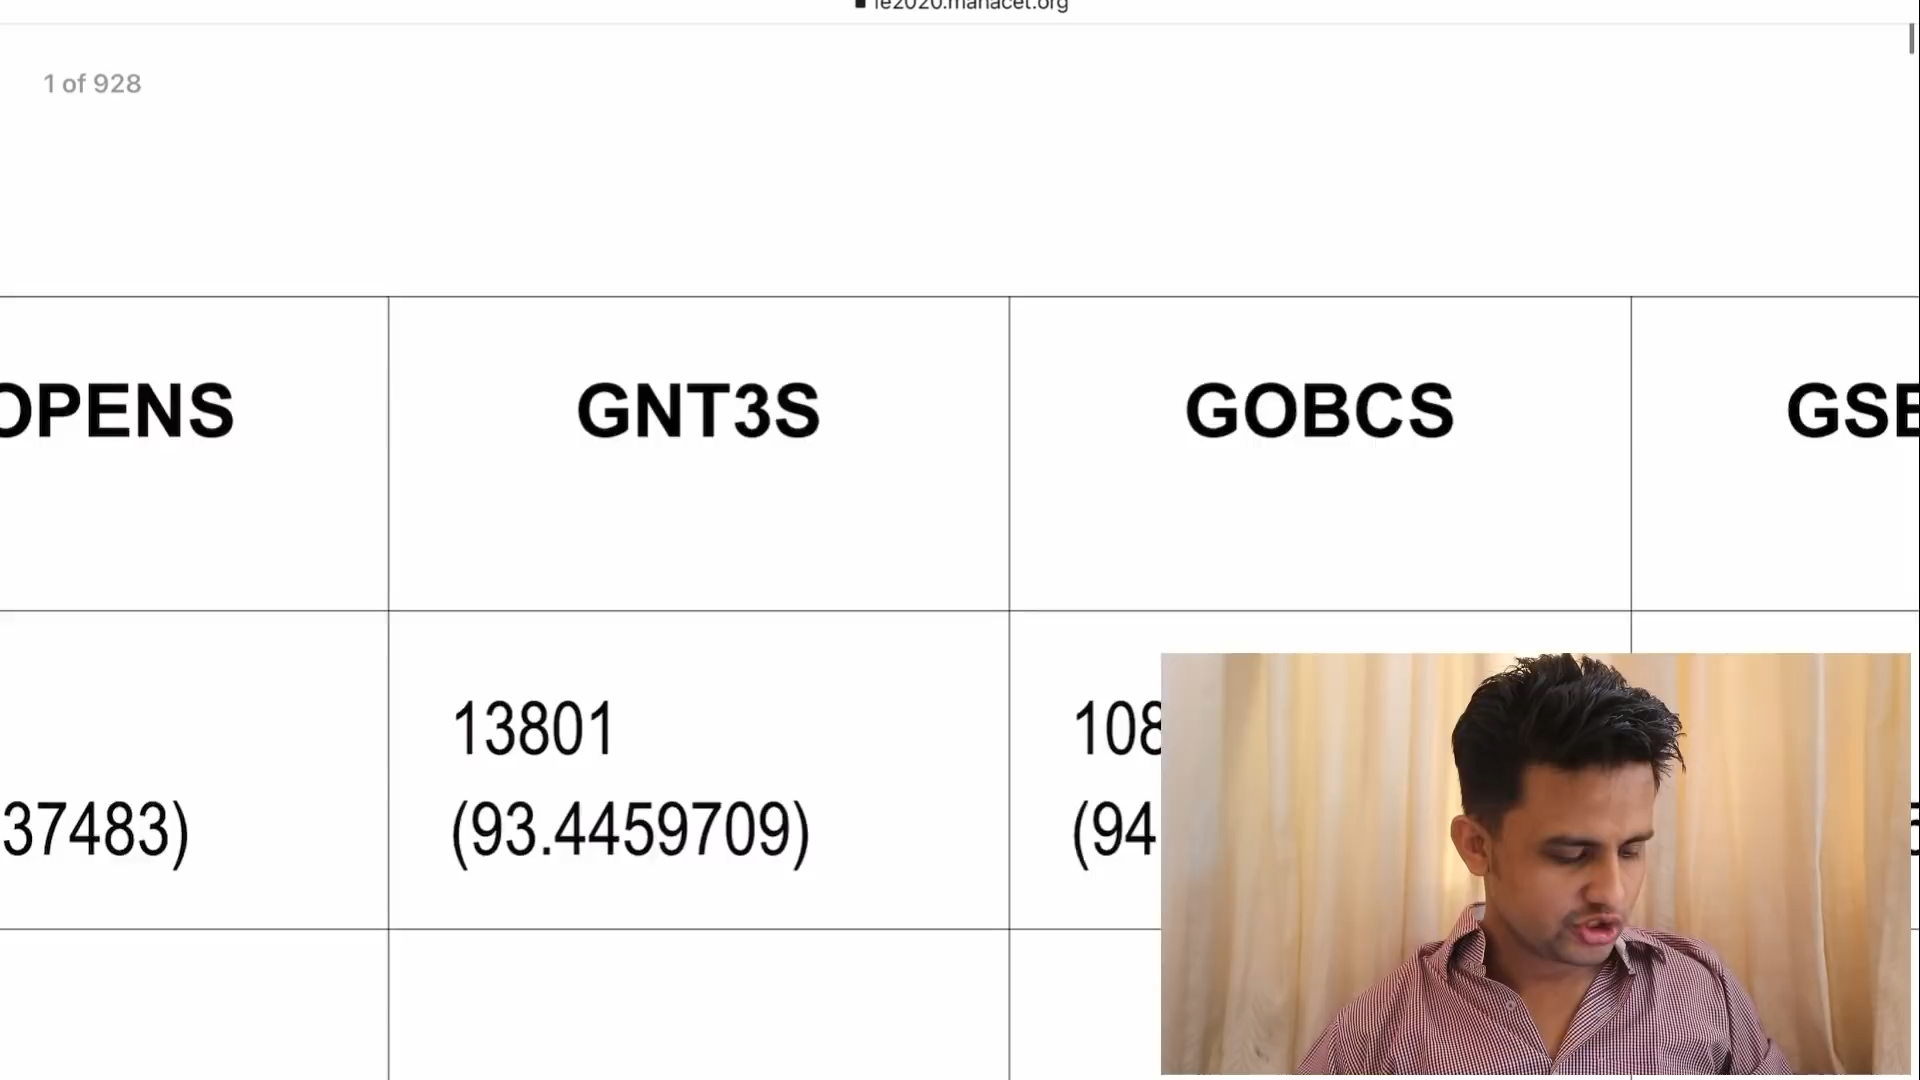 fe2020.mahacet.org
1 of 928
OPENS GNT3S GOBCS GSE
13801 108
37483) (93.4459709) (94